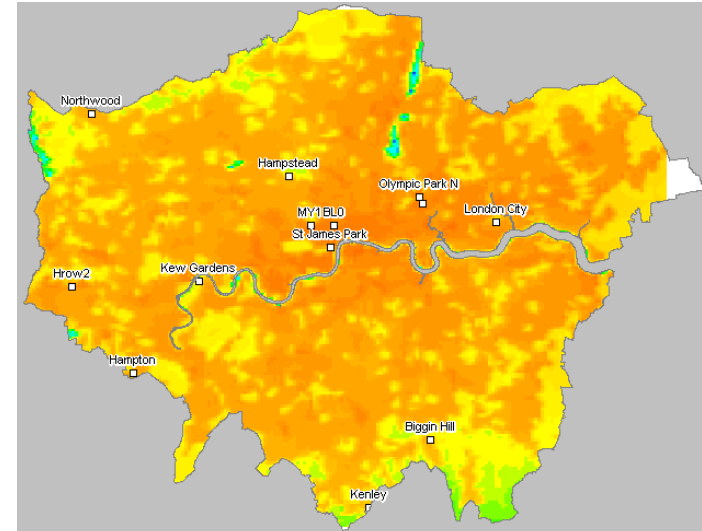 Northwood
Hampstead
Olympic Park N
MY1 BL0
London City
St James Park
Kew Gardens
Hrow2
Hampton
Biggin Hill
Kenley